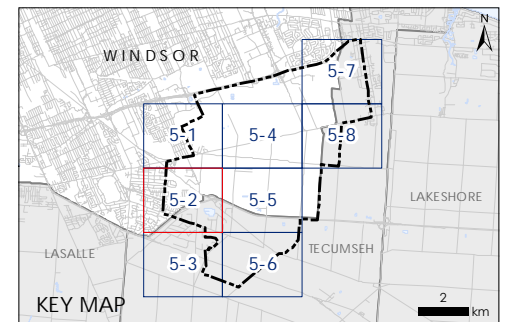 N
WINDSOR
5-7
5-1
5-4
5-8
5-2
5-5
LAKESHORE
LASALLE
TECUMSEH
5-3
5-6
KEY MAP
2
km